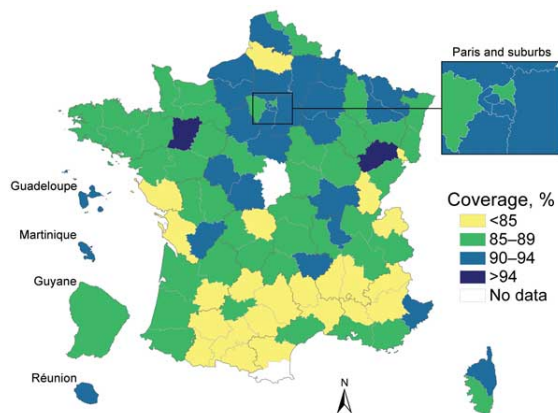 Paris and suburbs
Guadeloupe
Martinique
Guyane
Réunion
Coverage, %
<85
85–89
90–94
>94
No data
N